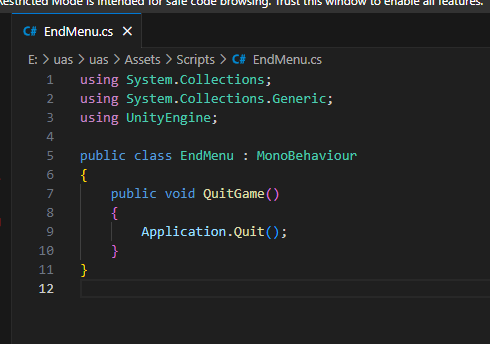 Restricted Mode is intended for safe code browsing. Trust this window to enable all features.
C# EndMenu.cs ×
E: > uas > uas > Assets > Scripts > C# EndMenu.cs
1 using System.Collections;
2 using System.Collections.Generic;
3 using UnityEngine;
4
5 public class EndMenu : MonoBehaviour
6 {
7 public void QuitGame()
8 {
9 Application.Quit();
10 }
11 }
12